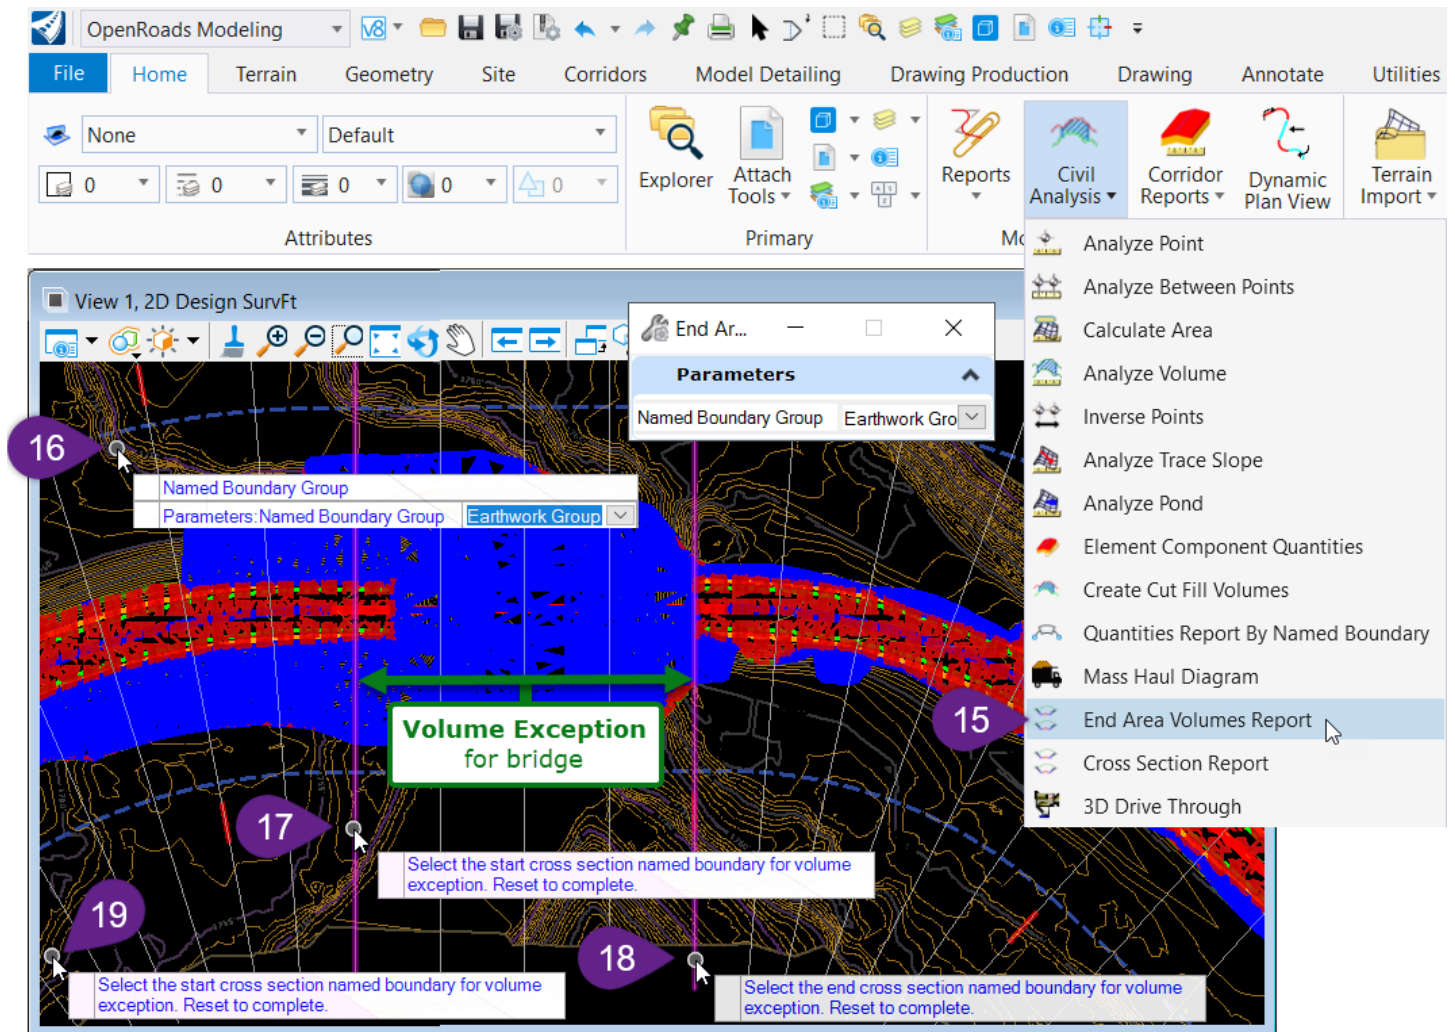 OpenRoads Modeling
V8
File Home Terrain Geometry Site Corridors Model Detailing Drawing Production Drawing Annotate Utilities
None Default
0 0 0 0 0
Explorer
Attach
Tools
Reports
Civil
Analysis
Corridor
Reports
Dynamic
Plan View
Terrain
Import
Attributes Primary Mo
Analyze Point
Analyze Between Points
Calculate Area
Analyze Volume
Inverse Points
Analyze Trace Slope
Analyze Pond
Element Component Quantities
Create Cut Fill Volumes
Quantities Report By Named Boundary
Mass Haul Diagram
15
End Area Volumes Report
Cross Section Report
3D Drive Through
View 1, 2D Design SurvFt
End Ar...
Parameters
Named Boundary Group Earthwork Gro
16
Named Boundary Group
Parameters:Named Boundary Group Earthwork Group
Volume Exception
for bridge
17
Select the start cross section named boundary for volume
exception. Reset to complete.
19
Select the start cross section named boundary for volume
exception. Reset to complete.
18
Select the end cross section named boundary for volume
exception. Reset to complete.